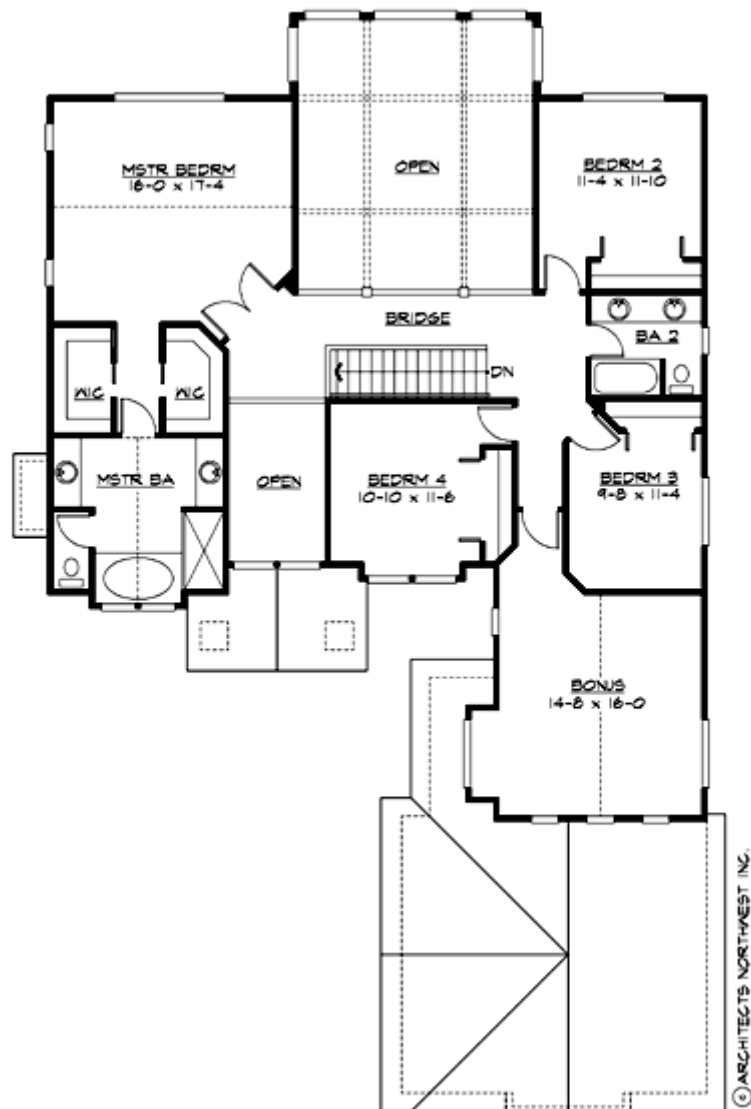 MSTR BEDRM
16-0 x 17-4
OPEN
BEDRM 2
11-4 x 11-10
BRIDGE
BA 2
DN
WIC
WIC
MSTR BA
OPEN
BEDRM 4
10-10 x 11-6
BEDRM 3
9-8 x 11-4
BONUS
14-8 x 16-0
© ARCHITECTS NORTHWEST INC.